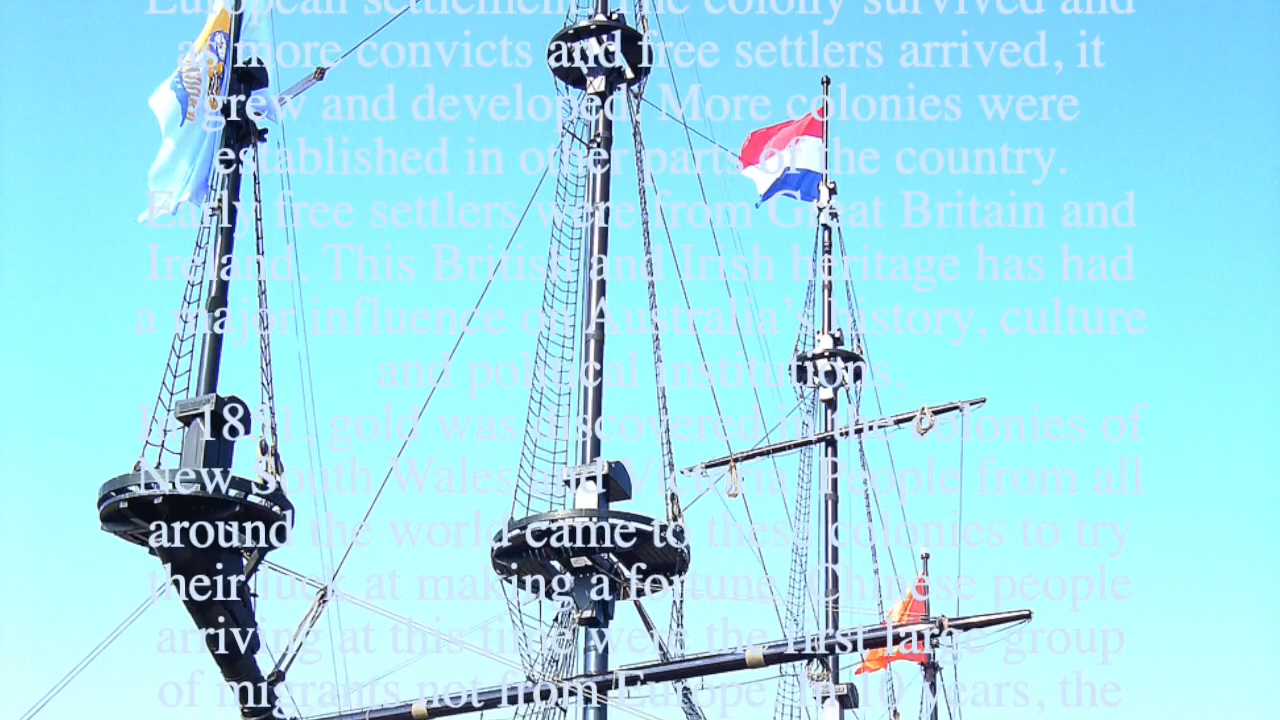 European settlement. The colony survived and
as more convicts and free settlers arrived, it
grew and developed. More colonies were
established in other parts of the country.
Early free settlers were from Great Britain and
Ireland. This British and Irish heritage has had
a major influence on Australia's history, culture
and political institutions.
In 1851, gold was discovered in the colonies of
New South Wales and Victoria. People from all
around the world came to these colonies to try
their luck at making a fortune. Chinese people
arriving at this time were the first large group
of migrants not from Europe. In 10 years, the